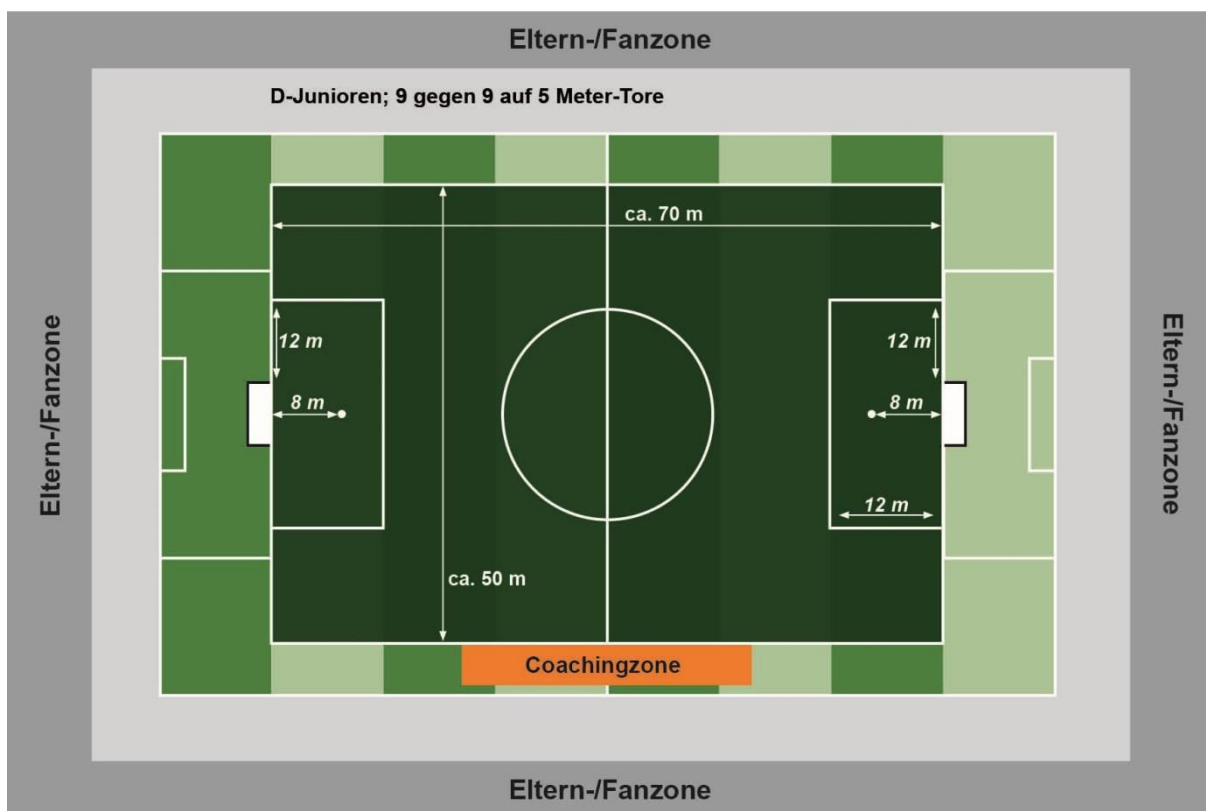 Eltern-/Fanzone
D-Junioren; 9 gegen 9 auf 5 Meter-Tore
ca. 70 m
12 m
12 m
Eltern-/Fanzone
Eltern-/Fanzone
8 m
8 m
12 m
ca. 50 m
Coachingzone
Eltern-/Fanzone